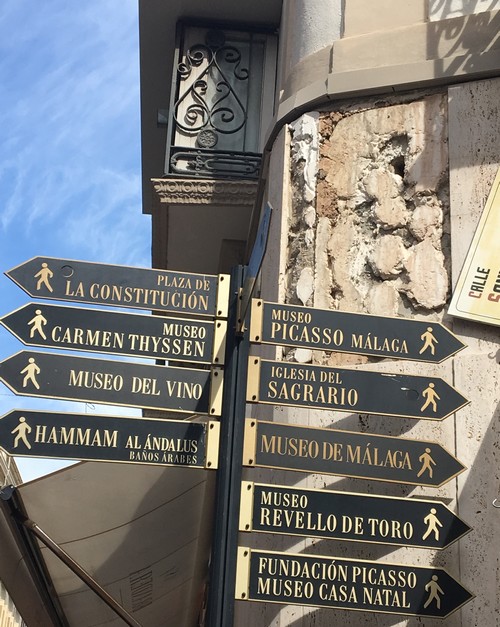 PLAZA DE
LA CONSTITUCIÓN
MUSEO
CARMEN THYSSEN
MUSEO DEL VINO
HAMMAM AL ÁNDALUS
BAÑOS ÁRABES
MUSEO
PICASSO MÁLAGA
IGLESIA DEL
SAGRARIO
MUSEO DE MÁLAGA
MUSEO
REVELLO DE TORO
FUNDACIÓN PICASSO
MUSEO CASA NATAL
CALLE